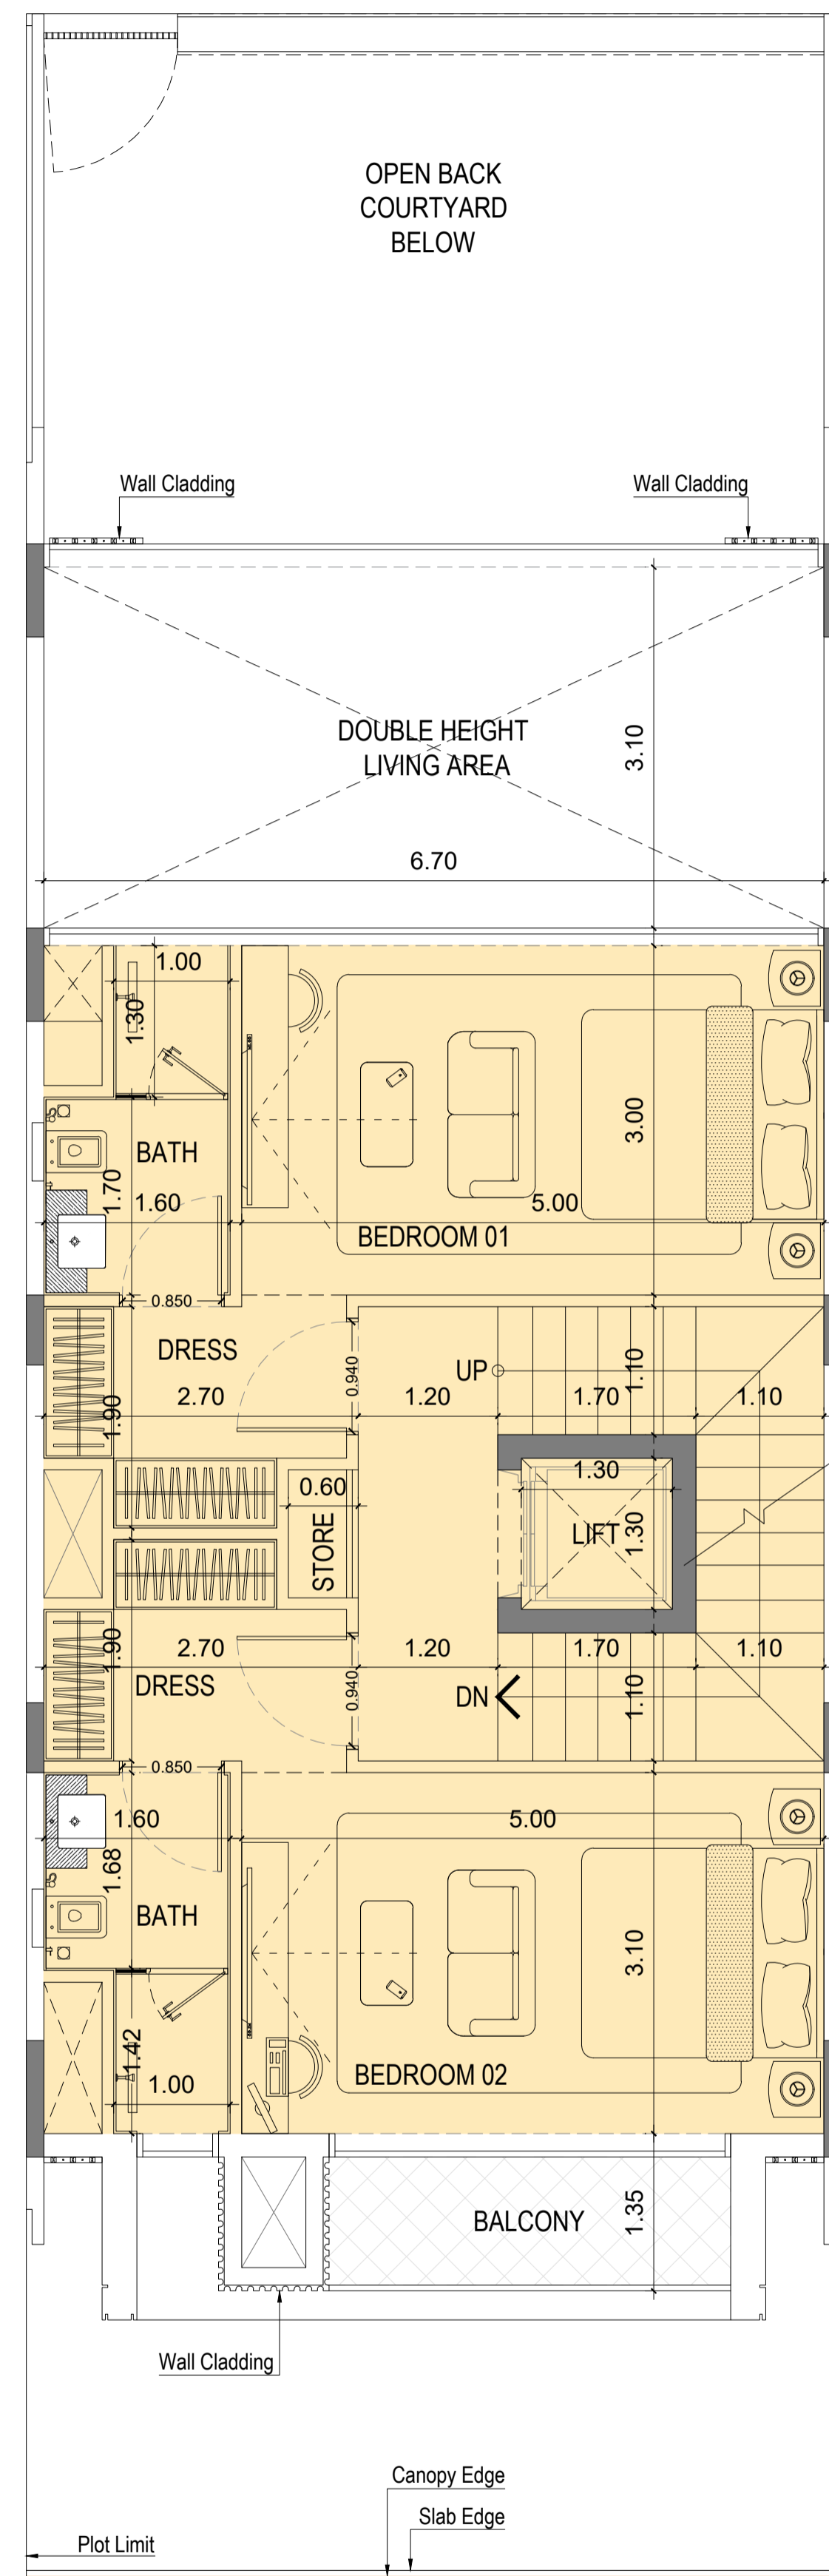 OPEN BACK
COURTYARD
BELOW
Wall Cladding
Wall Cladding
DOUBLE HEIGHT
LIVING AREA
3.10
6.70
1.00
1.30
3.00
BATH
1.70
1.60
5.00
BEDROOM 01
0.850
DRESS
0.940
UP
1.10
2.70
1.20
1.70
1.10
1.90
1.30
0.60
STORE
LIFT
1.30
1.90
2.70
1.20
1.70
1.10
DRESS
0.940
DN
1.10
0.850
1.60
5.00
1.68
BATH
3.10
1.42
1.00
BEDROOM 02
BALCONY
1.35
Wall Cladding
Canopy Edge
Slab Edge
Plot Limit